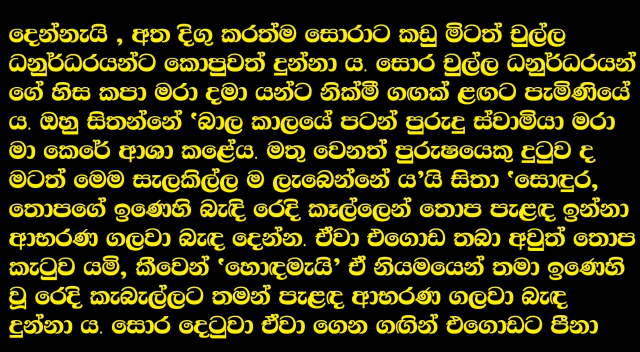 දෙන්නැයි , අත දිගු කරත්ම සොරාට කඩු මිටත් චුල්ල
ධනුර්ධරයන්ට කොපුවත් දුන්නා ය. සොර චුල්ල ධනුර්ධරයන්
ගේ හිස කපා මරා දමා යන්ට නික්මී ගඟක් ළඟට පැමිණියේ
ය. ඔහු සිතන්නේ ‘බාල කාලයේ පටන් පුරුදු ස්වාමියා මරා
මා කෙරේ ආශා කළේය. මතු වෙනත් පුරුෂයෙකු දුටුව ද
මටත් මෙම සැලකිල්ල ම ලැබෙන්නේ ය’යි සිතා ‘සොඳුර,
තොපගේ ඉණෙහි බැඳි රෙදි කෑල්ලෙන් තොප පැළඳ ඉන්නා
ආභරණ ගලවා බැඳ දෙන්න. ඒවා එගොඩ තබා අවුත් තොප
කැටුව යමි, කීවෙන් ‘හොඳමැයි’ ඒ නියමයෙන් තමා ඉණෙහි
වූ රෙදි කැබැල්ලට තමන් පැළඳ ආභරණ ගලවා බැඳ
දුන්නා ය. සොර දෙටුවා ඒවා ගෙන ගඟින් එගොඩට පීනා